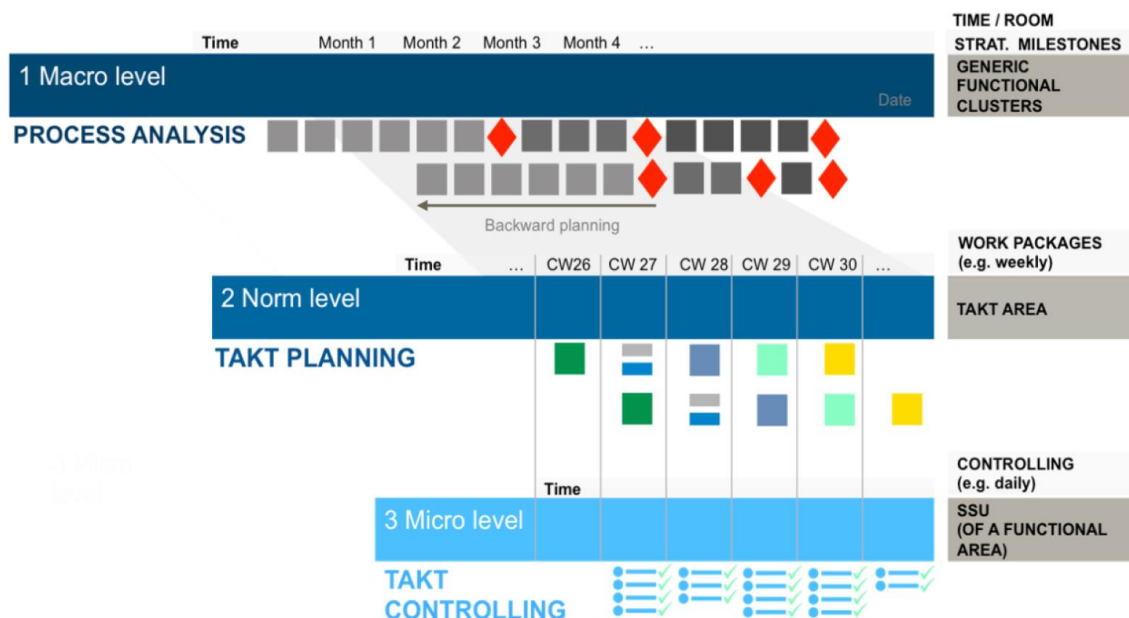 TIME / ROOM
Time Month 1 Month 2 Month 3 Month 4 ...
STRAT. MILESTONES
1 Macro level
GENERIC
FUNCTIONAL
CLUSTERS
Date
PROCESS ANALYSIS
Backward planning
WORK PACKAGES
(e.g. weekly)
Time ... CW26 CW 27 CW 28 CW 29 CW 30 ...
2 Norm level
TAKT AREA
TAKT PLANNING
CONTROLLING
(e.g. daily)
Time
3 Micro level
SSU
(OF A FUNCTIONAL
AREA)
TAKT
CONTROLLING